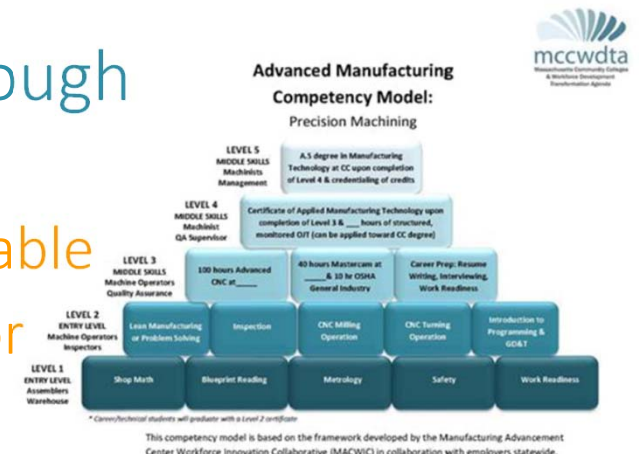 ough
able
or
mccwdta
Massachusetts Community Colleges
& Workforce Development
Transformation Agenda
Advanced Manufacturing
Competency Model:
Precision Machining
LEVEL 5
MIDDLE SKILLS
Machinists
Management
A.S degree in Manufacturing
Technology at CC upon completion
of Level 4 & credentialing of credits
LEVEL 4
MIDDLE SKILLS
Machinist
QA Supervisor
Certificate of Applied Manufacturing Technology upon
completion of Level 3 & ___ hours of structured,
monitored OJT (can be applied toward CC degree)
LEVEL 3
MIDDLE SKILLS
Machine Operators
Quality Assurance
100 hours Advanced
CNC at_____
40 hours Mastercam at
_____& 10 hr OSHA
General Industry
Career Prep: Resume
Writing, Interviewing,
Work Readiness
LEVEL 2
ENTRY LEVEL
Machine Operators
Inspectors
Lean Manufacturing
or Problem Solving
Inspection
CNC Milling
Operation
CNC Turning
Operation
Introduction to
Programming &
GD&T
LEVEL 1
ENTRY LEVEL
Assemblers
Warehouse
Shop Math
Blueprint Reading
Metrology
Safety
Work Readiness
* Career/technical students will graduate with a Level 2 certificate
This competency model is based on the framework developed by the Manufacturing Advancement
Center Workforce Innovation Collaborative (MACWIC) in collaboration with employers statewide.